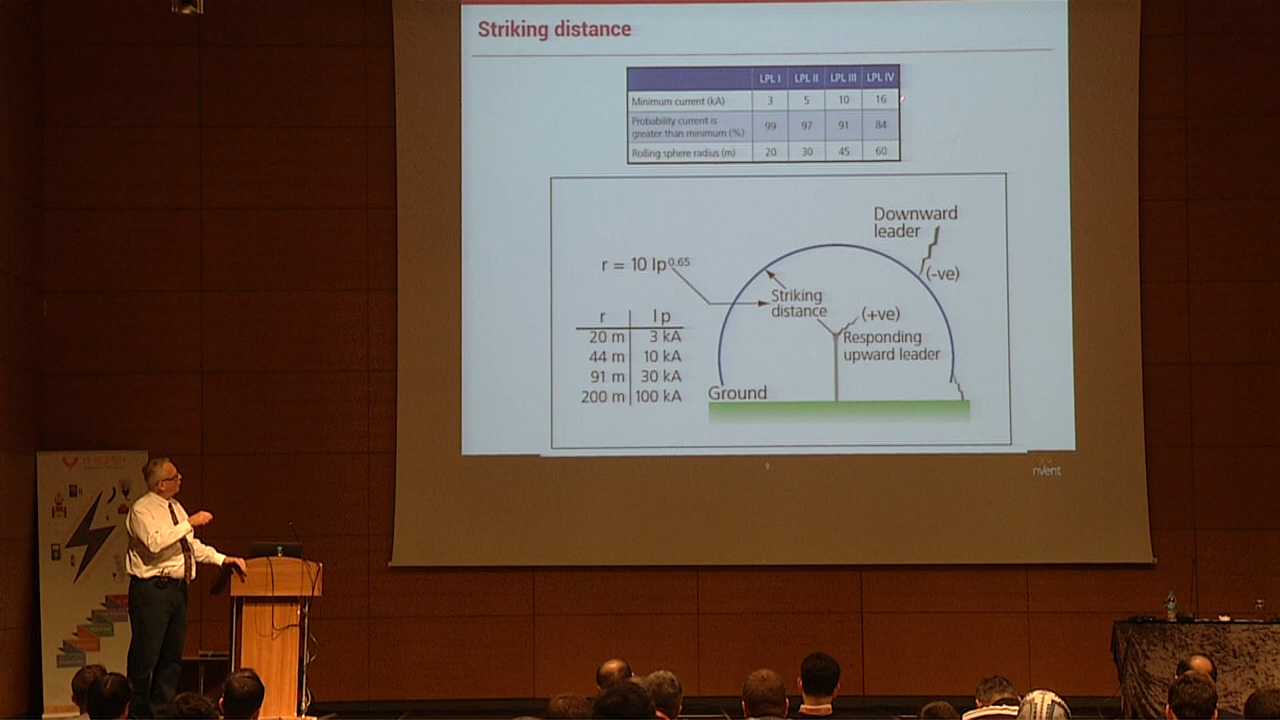 Striking distance
LPL I LPL II LPL III LPL IV
Minimum current (kA) 3 5 10 16
Probability current is
greater than minimum (%) 99 97 91 84
Rolling sphere radius (m) 20 30 45 60
Downward
leader
(-ve)
r = 10 Ip0.65
Striking
distance
(+ve)
Responding
upward leader
r Ip
20 m 3 kA
44 m 10 kA
91 m 30 kA
200 m 100 kA
Ground
9
nvent